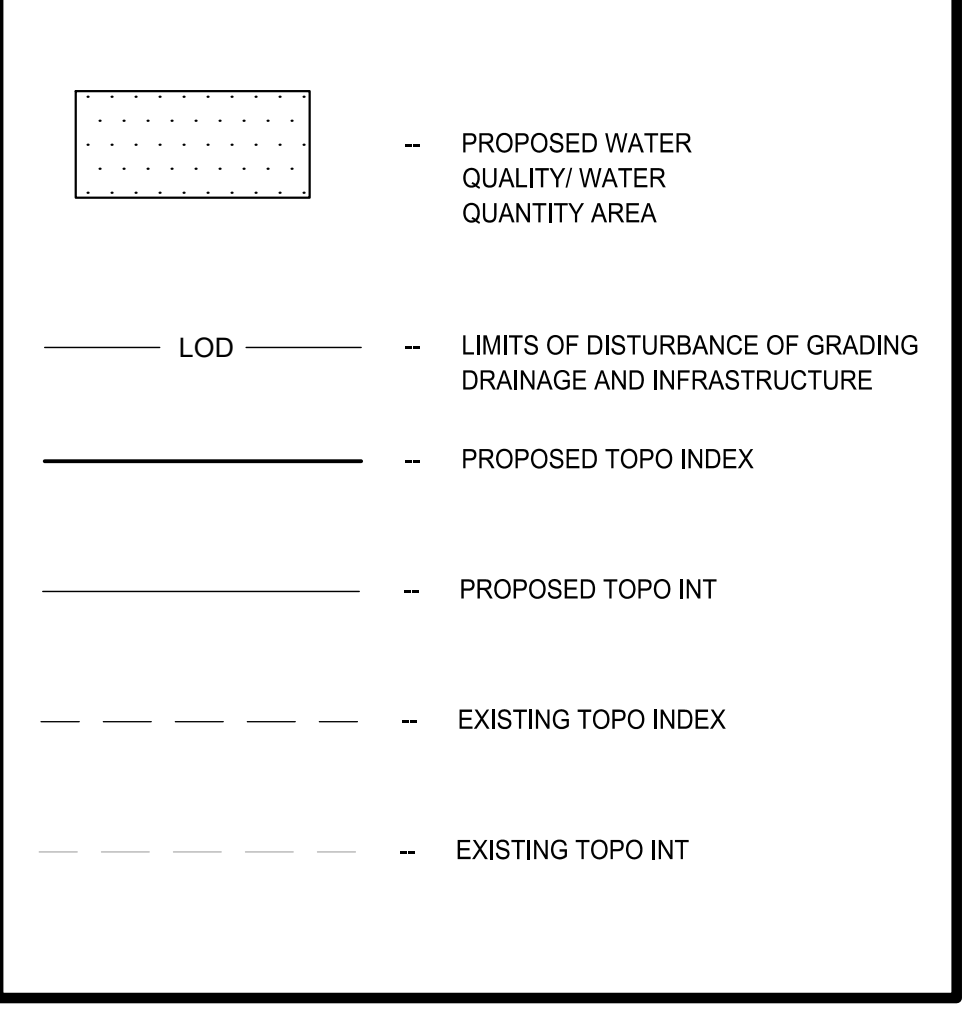 -- PROPOSED WATER
QUALITY/ WATER
QUANTITY AREA
LOD -- LIMITS OF DISTURBANCE OF GRADING
DRAINAGE AND INFRASTRUCTURE
-- PROPOSED TOPO INDEX
-- PROPOSED TOPO INT
-- EXISTING TOPO INDEX
-- EXISTING TOPO INT